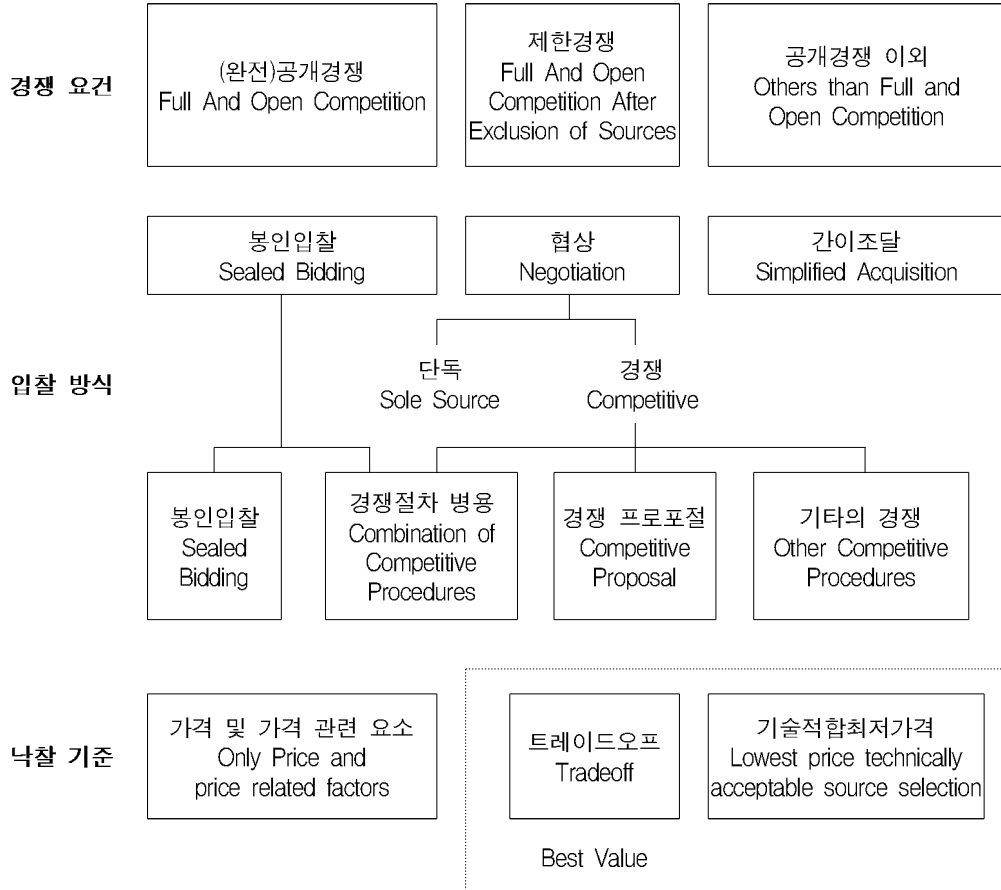 경쟁 요건
(완전)공개경쟁
Full And Open Competition
제한경쟁
Full And Open
Competition After
Exclusion of Sources
공개경쟁 이외
Others than Full and
Open Competition
입찰 방식
봉인입찰
Sealed Bidding
협상
Negotiation
간이조달
Simplified Acquisition
단독
Sole Source
경쟁
Competitive
봉인입찰
Sealed
Bidding
경쟁절차 병용
Combination of
Competitive
Procedures
경쟁 프로포절
Competitive
Proposal
기타의 경쟁
Other Competitive
Procedures
낙찰 기준
가격 및 가격 관련 요소
Only Price and
price related factors
트레이드오프
Tradeoff
기술적합최저가격
Lowest price technically
acceptable source selection
Best Value